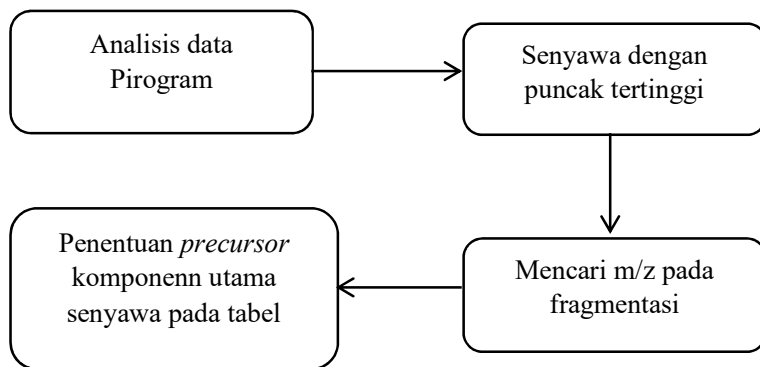 Analisis data
Pirogram
Senyawa dengan
puncak tertinggi
Mencari m/z pada
fragmentasi
Penentuan precursor
komponenn utama
senyawa pada tabel